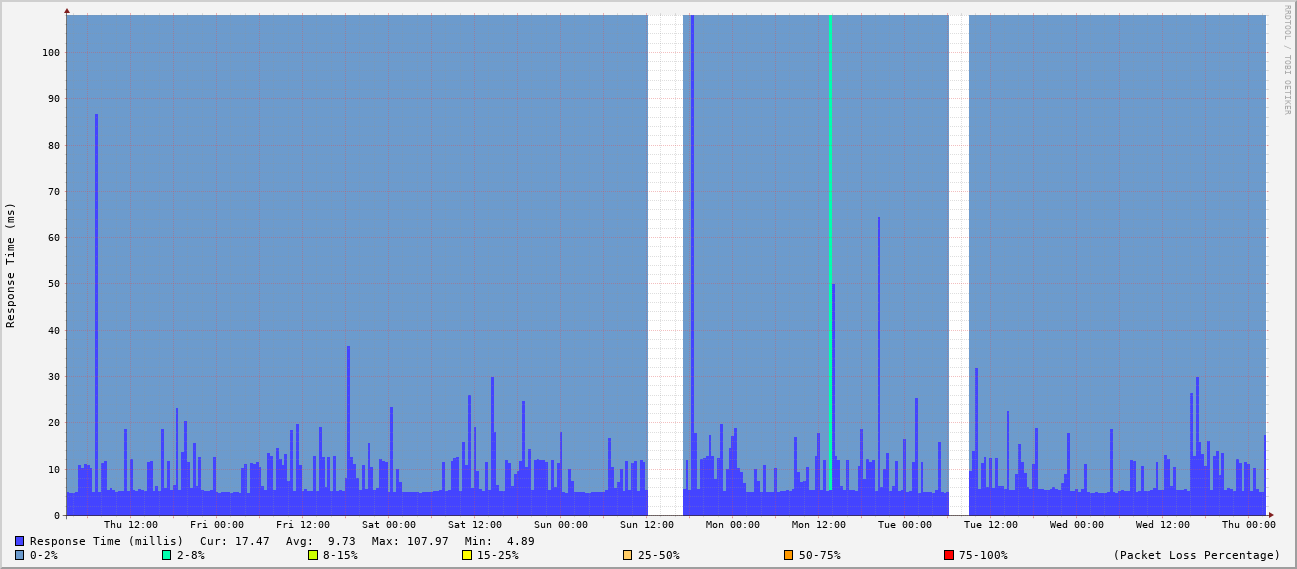 RRDTOOL / TOBI OETIKER
Response Time (ms)
100
90
80
70
60
50
40
30
20
10
0
Thu 12:00 Fri 00:00 Fri 12:00 Sat 00:00 Sat 12:00 Sun 00:00 Sun 12:00 Mon 00:00 Mon 12:00 Tue 00:00 Tue 12:00 Wed 00:00 Wed 12:00 Thu 00:00
Response Time (millis) Cur: 17.47 Avg: 9.73 Max: 107.97 Min: 4.89
0-2% 2-8% 8-15% 15-25% 25-50% 50-75% 75-100% (Packet Loss Percentage)